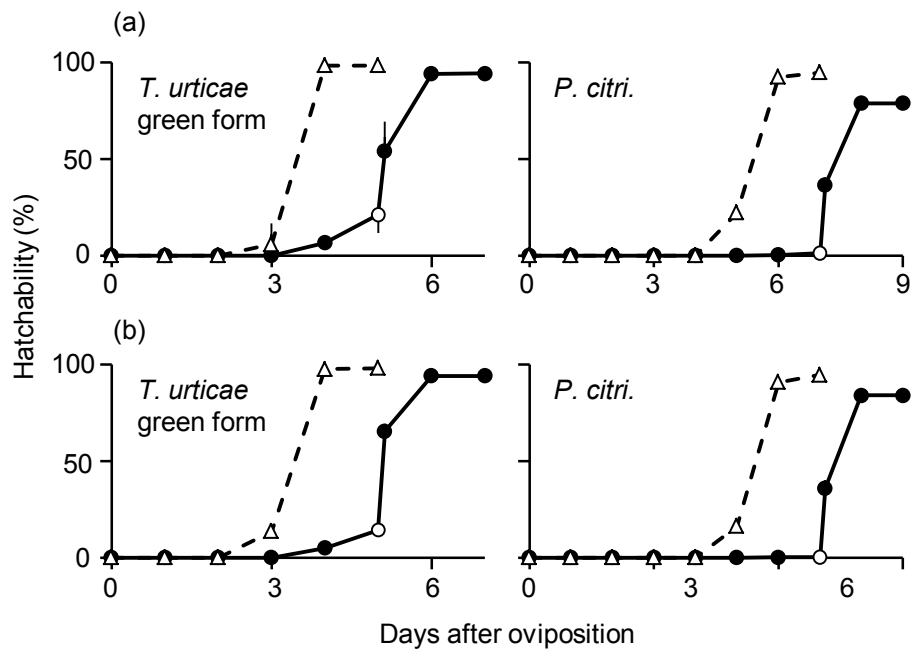 (a)
100
50
0
T. urticae
green form
P. citri.
0
3
6
0
3
6
9
(b)
100
50
0
T. urticae
green form
P. citri.
0
3
6
0
3
6
9
Hatchability (%)
Days after oviposition